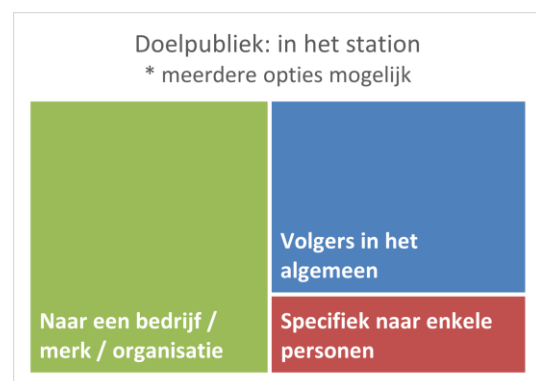 Doelpubliek: in het station
* meerdere opties mogelijk
Volgers in het
algemeen
Naar een bedrijf /
merk / organisatie
Specifiek naar enkele
personen